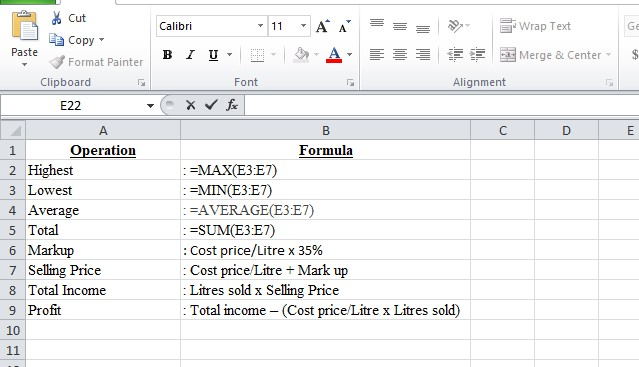 Cut
Copy
Format Painter
Paste
Clipboard
Calibri 11 A A
B I U A
Font
Wrap Text
Merge & Center
Alignment
Ge
$
E22 fx
A B C D E
1 Operation Formula
2 Highest : =MAX(E3:E7)
3 Lowest : =MIN(E3:E7)
4 Average : =AVERAGE(E3:E7)
5 Total : =SUM(E3:E7)
6 Markup : Cost price/Litre x 35%
7 Selling Price : Cost price/Litre + Mark up
8 Total Income : Litres sold x Selling Price
9 Profit : Total income – (Cost price/Litre x Litres sold)
10
11